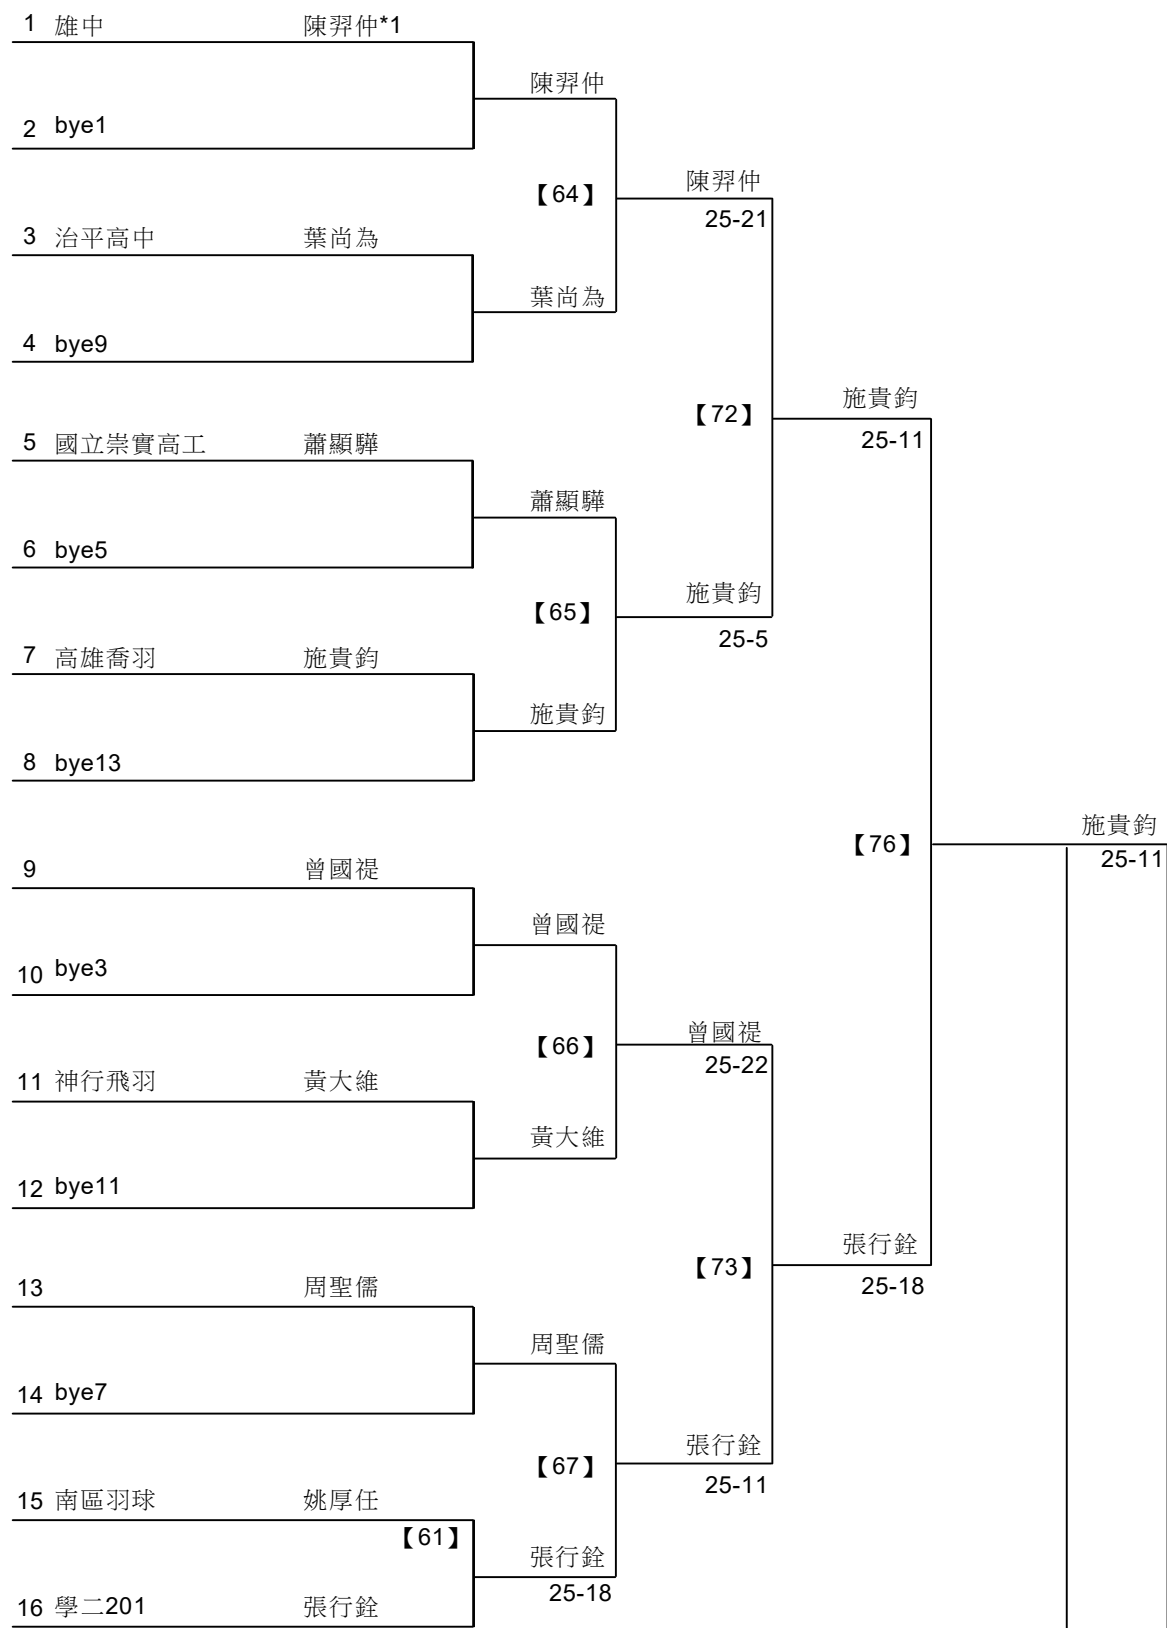 1 雄中 陳羿仲*1
陳羿仲
2 bye1
【64】
陳羿仲
25-21
3 治平高中 葉尚為
葉尚為
4 bye9
【72】
施貴鈞
25-11
5 國立崇實高工 蕭顯驊
蕭顯驊
6 bye5
【65】
施貴鈞
25-5
7 高雄喬羽 施貴鈞
施貴鈞
8 bye13
【76】
施貴鈞
25-11
9 曾國禔
曾國禔
10 bye3
【66】
曾國禔
25-22
11 神行飛羽 黃大維
黃大維
12 bye11
【73】
張行銓
25-18
13 周聖儒
周聖儒
14 bye7
【67】
張行銓
25-11
15 南區羽球 姚厚任
【61】
張行銓
25-18
16 學二201 張行銓